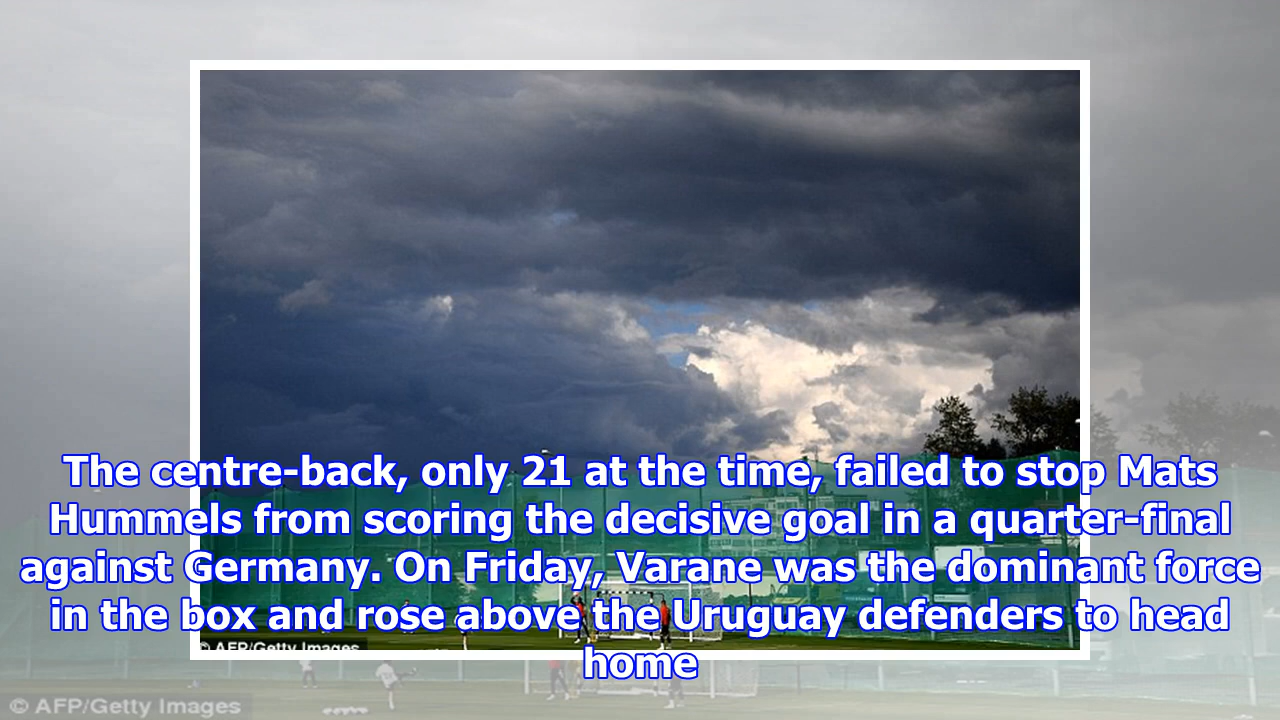 The centre-back, only 21 at the time, failed to stop Mats
Hummels from scoring the decisive goal in a quarter-final
against Germany. On Friday, Varane was the dominant force
in the box and rose above the Uruguay defenders to head
home
© AFP/Getty Images
© AFP/Getty Images